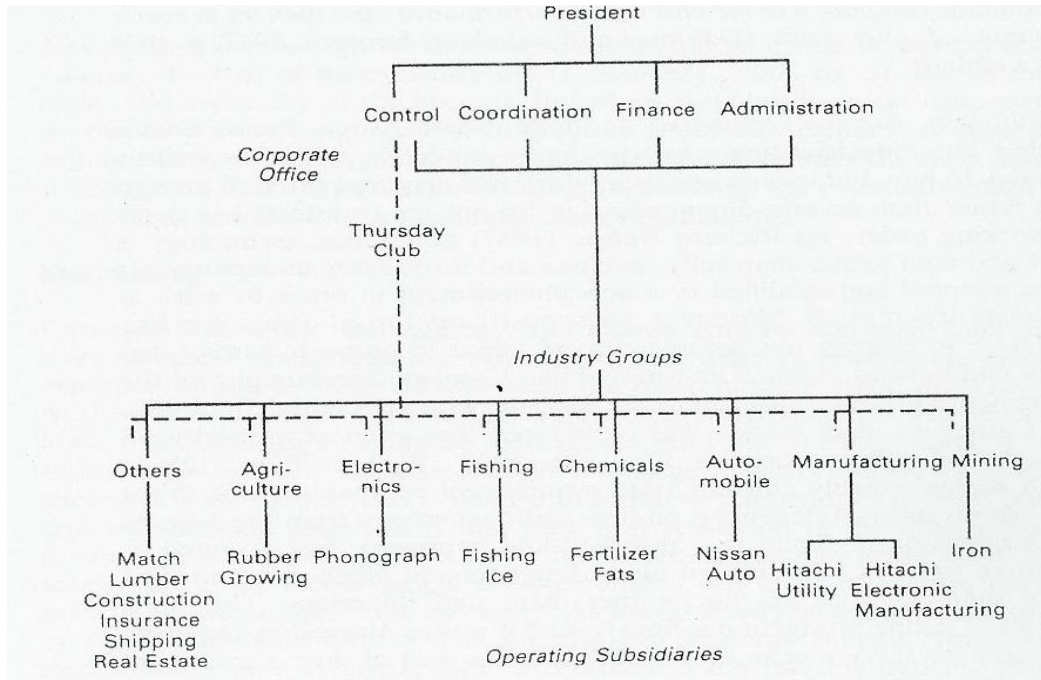 President
Control Coordination Finance Administration
Corporate
Office
Thursday
Club
Industry Groups
Others
Agri-
culture
Electro-
nics
Fishing
Chemicals
Auto-
mobile
Manufacturing
Mining
Match
Lumber
Construction
Insurance
Shipping
Real Estate
Rubber
Growing
Phonograph
Fishing
Ice
Fertilizer
Fats
Nissan
Auto
Hitachi
Utility
Hitachi
Electronic
Manufacturing
Iron
Operating Subsidiaries